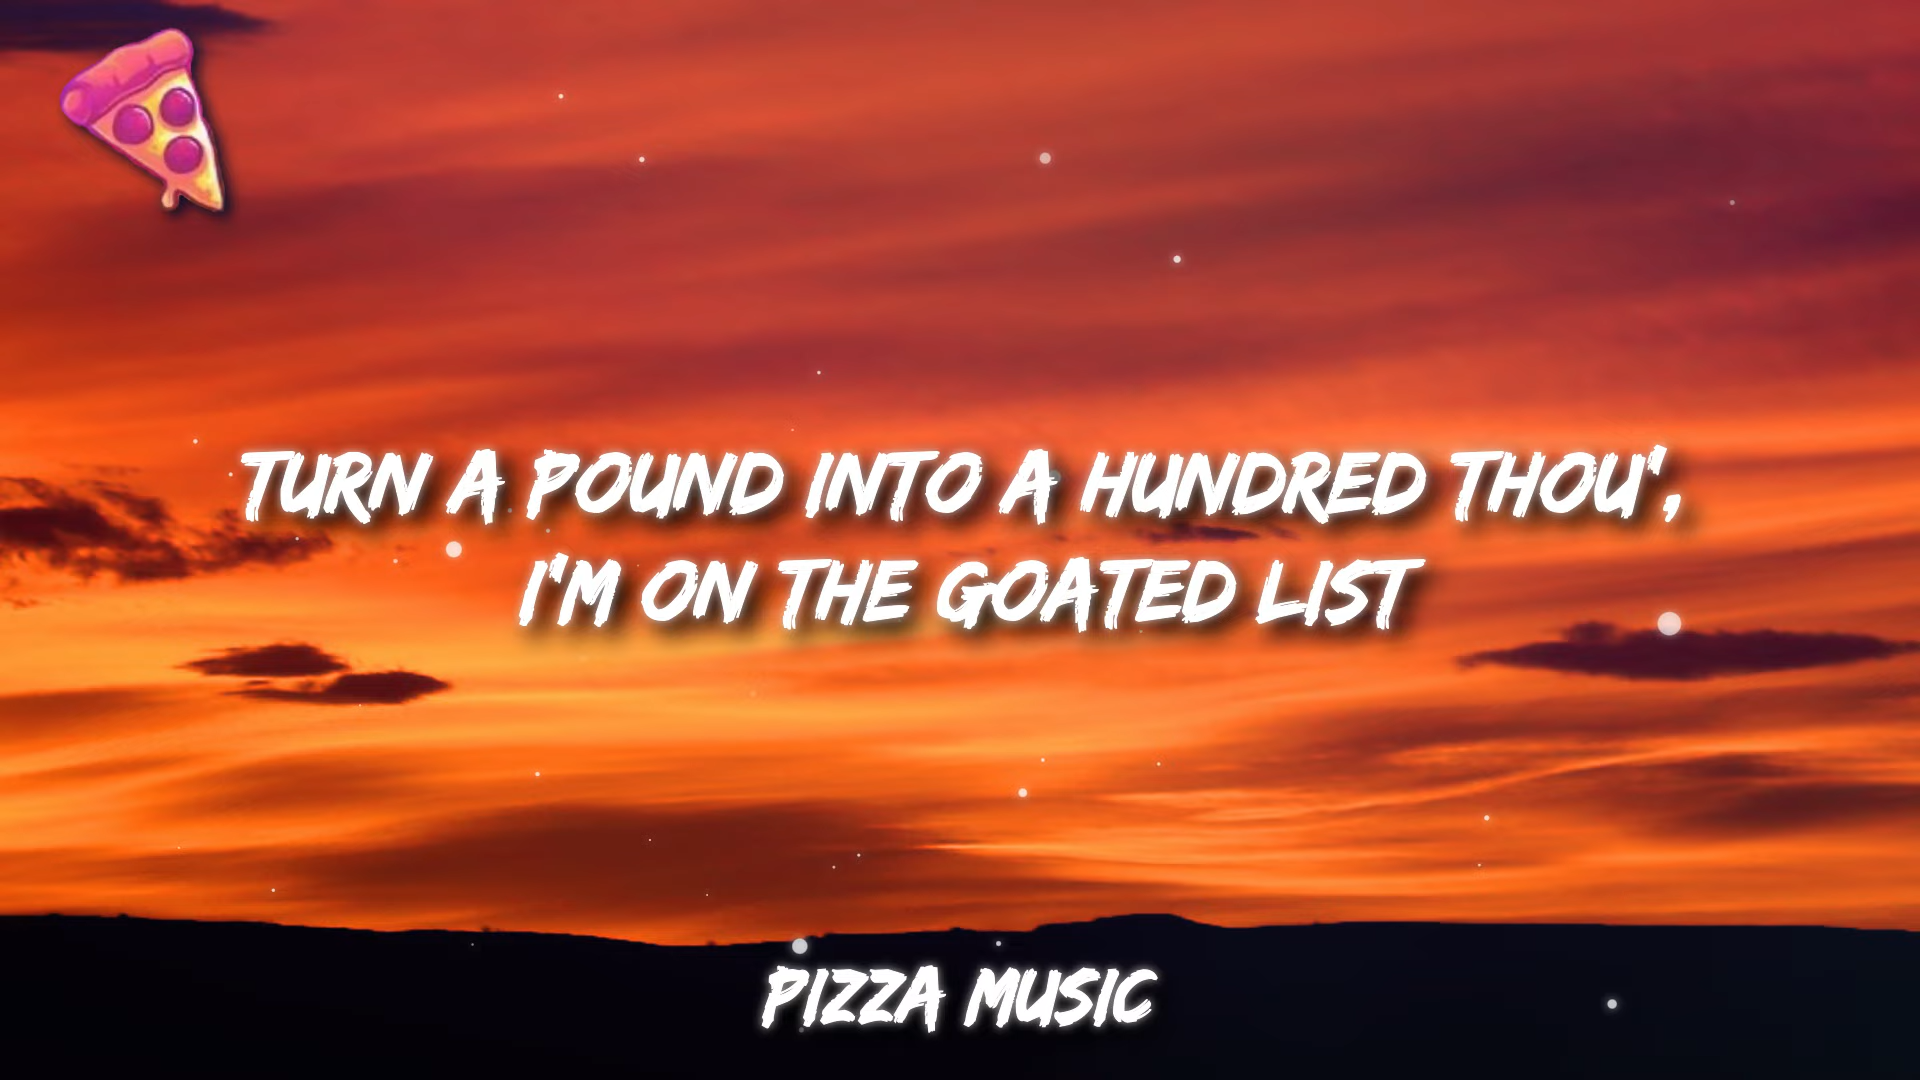 TURN A POUND INTO A HUNDRED THOU',
I'M ON THE GOATED LIST
PIZZA MUSIC